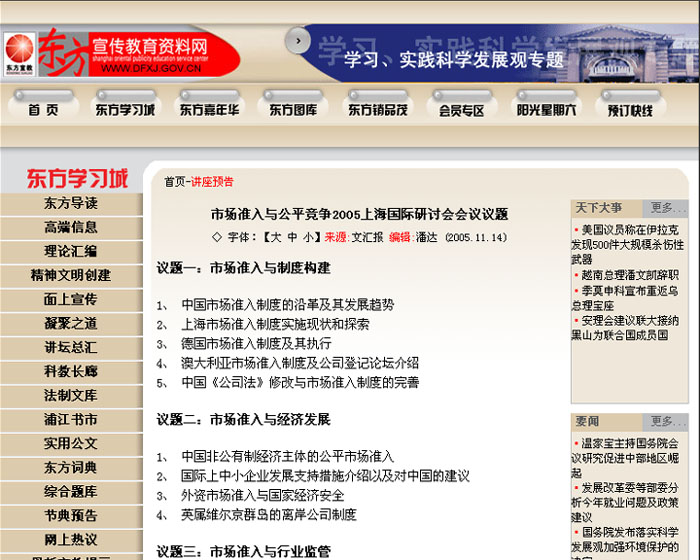 东方宣教
东方
宣传教育资料网
shanghai oriental publicity education service center
WWW.DFXJ.GOV.CN
学习、实践科学发展观专题
首 页
东方学习城
东方嘉年华
东方图库
东方销品茂
会员专区
阳光星期六
预订快线
东方学习城
东方导读
高端信息
理论汇编
精神文明创建
面上宣传
凝聚之道
讲坛总汇
科教长廊
法制文库
浦江书市
实用公文
东方词典
综合题库
节典预告
网上热议
首页-讲座预告
市场准入与公平竞争2005上海国际研讨会会议议题
◇ 字体：【大 中 小】来源:文汇报 编辑:潘达 (2005.11.14)
议题一：市场准入与制度构建
1、 中国市场准入制度的沿革及其发展趋势
2、 上海市场准入制度实施现状和探索
3、 德国市场准入制度及其执行
4、 澳大利亚市场准入制度及公司登记论坛介绍
5、 中国《公司法》修改与市场准入制度的完善
议题二：市场准入与经济发展
1、 中国非公有制经济主体的公平市场准入
2、 国际上中小企业发展支持措施介绍以及对中国的建议
3、 外资市场准入与国家经济安全
4、 英属维尔京群岛的离岸公司制度
议题三：市场准入与行业监管
天下大事 更多...
• 美国议员称在伊拉克
发现500件大规模杀伤性
武器
• 越南总理潘文凯辞职
• 季莫申科宣布重返乌
总理宝座
• 安理会建议联大接纳
黑山为联合国成员国
要闻 更多...
• 温家宝主持国务院会
议研究促进中部地区崛
起
• 发展改革委等部委分
析今年就业问题及政策
建议
• 国务院发布落实科学
发展观加强环境保护的